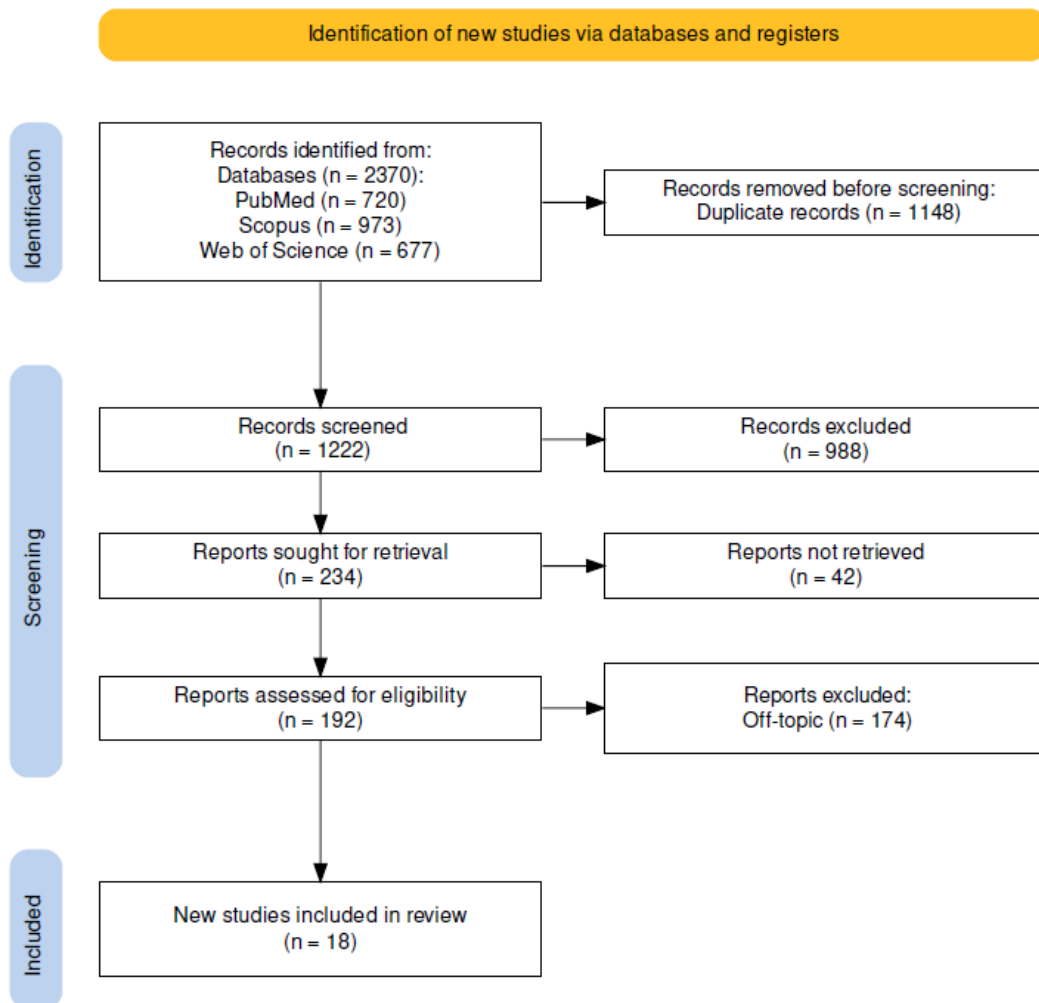 Identification of new studies via databases and registers
Identification
Records identified from:
Databases (n = 2370):
PubMed (n = 720)
Scopus (n = 973)
Web of Science (n = 677)
Records removed before screening:
Duplicate records (n = 1148)
Screening
Records screened
(n = 1222)
Records excluded
(n = 988)
Reports sought for retrieval
(n = 234)
Reports not retrieved
(n = 42)
Reports assessed for eligibility
(n = 192)
Reports excluded:
Off-topic (n = 174)
Included
New studies included in review
(n = 18)